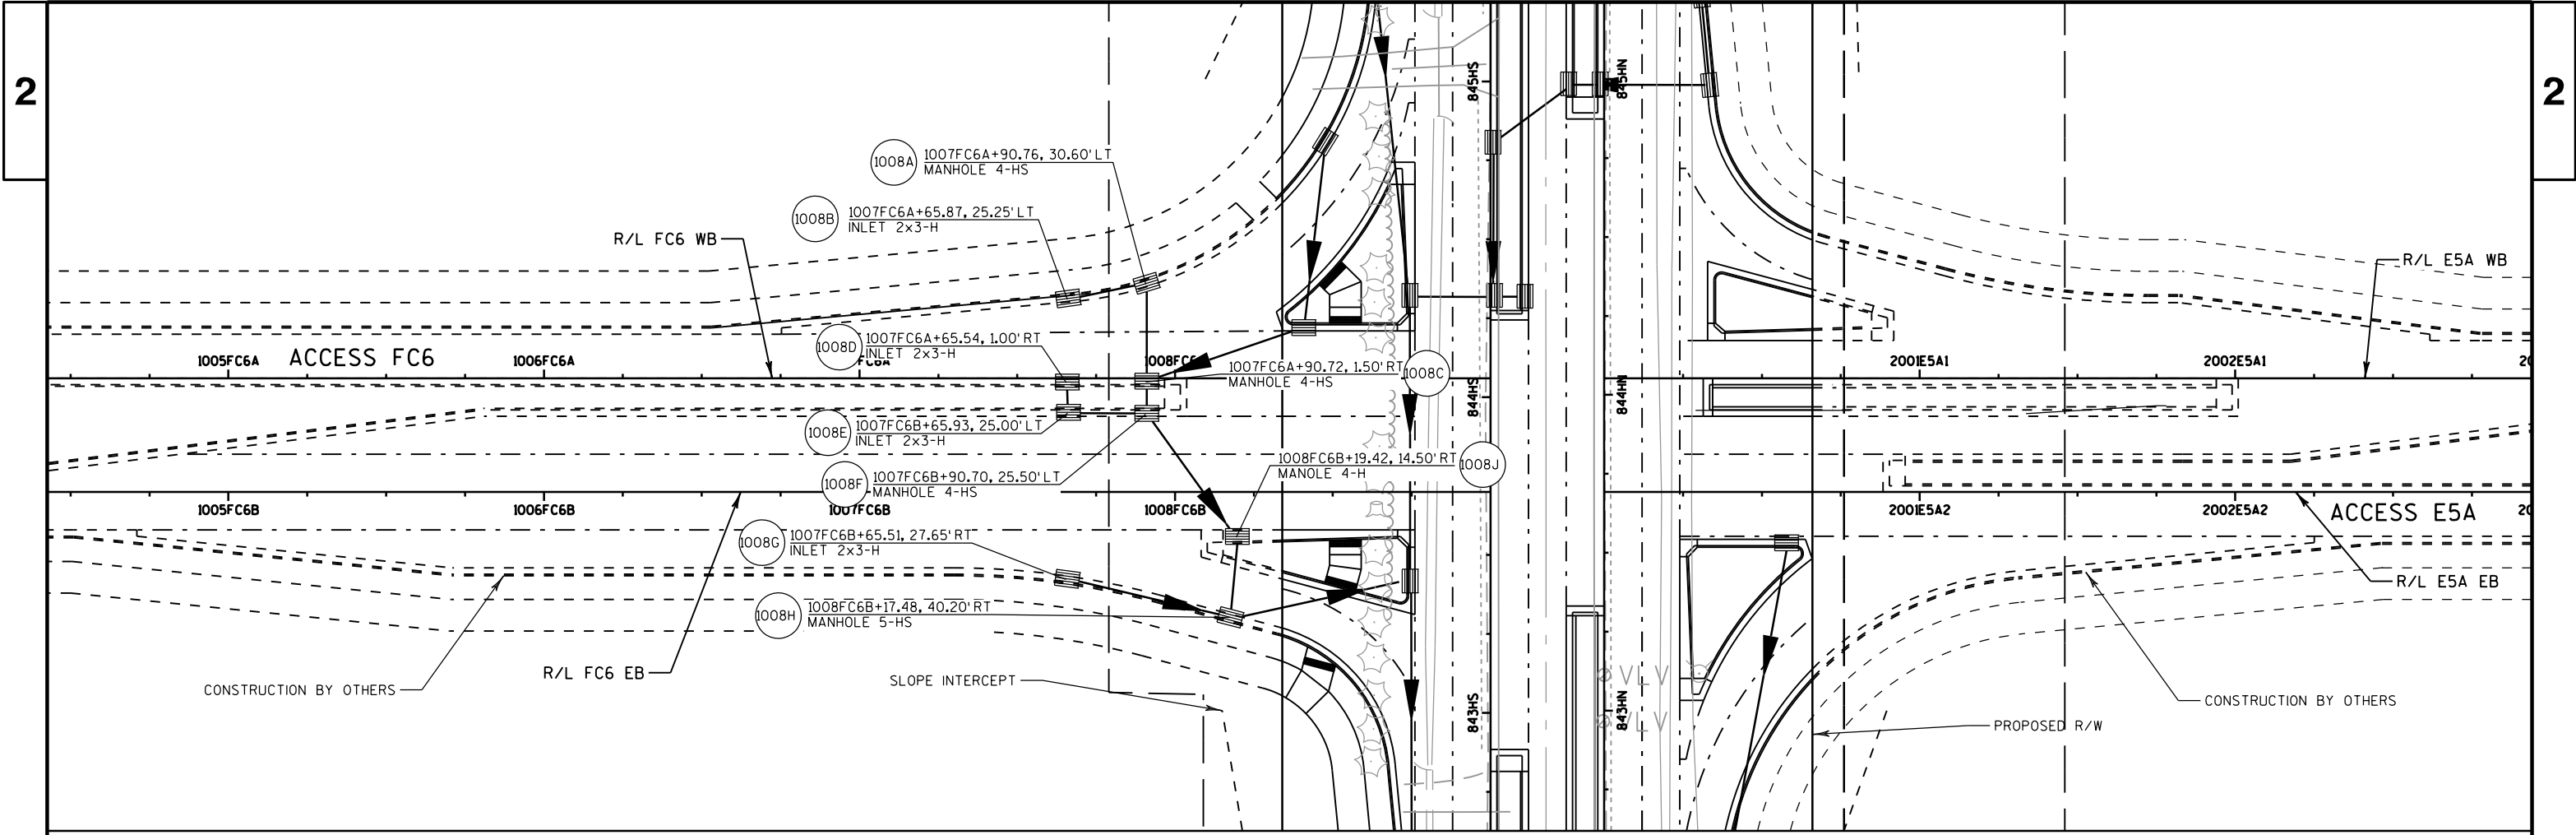 2
2
845HS
845HN
1008A
1007FC6A+90.76, 30.60' LT
MANHOLE 4-HS
1008B
1007FC6A+65.87, 25.25' LT
INLET 2x3-H
R/L FC6 WB
R/L E5A WB
1008D
1007FC6A+65.54, 1.00' RT
INLET 2x3-H
1005FC6A
ACCESS FC6
1006FC6A
FC6A
1008FC6
1007FC6A+90.72, 1.50' RT
MANHOLE 4-HS
1008C
2001E5A1
2002E5A1
20
844HS
844HN
1008E
1007FC6B+65.93, 25.00' LT
INLET 2x3-H
1008F
1007FC6B+90.70, 25.50' LT
MANHOLE 4-HS
1008FC6B+19.42, 14.50' RT
MANOLE 4-H
1008J
1005FC6B
1006FC6B
1007FC6B
1008FC6B
2001E5A2
2002E5A2
ACCESS E5A
20
1008G
1007FC6B+65.51, 27.65' RT
INLET 2x3-H
1008H
1008FC6B+17.48, 40.20' RT
MANHOLE 5-HS
R/L E5A EB
R/L FC6 EB
CONSTRUCTION BY OTHERS
SLOPE INTERCEPT
VLV
VLV
843HS
843HN
CONSTRUCTION BY OTHERS
PROPOSED R/W